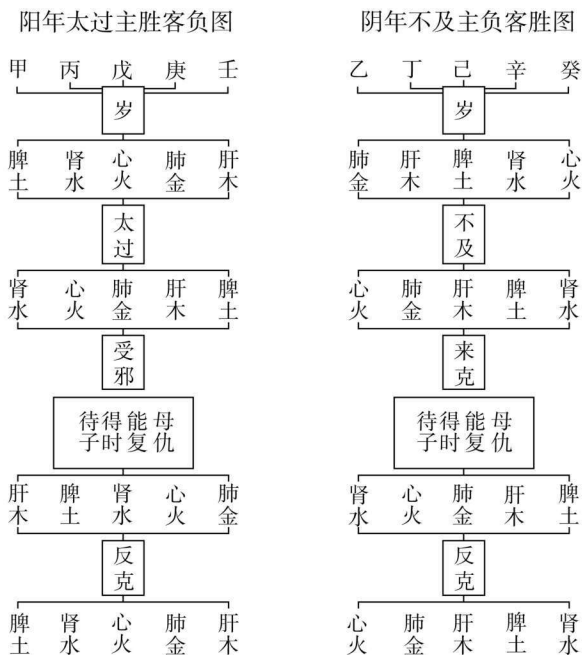 阳年太过主胜客负图
甲 丙 戊 庚 壬
岁
脾土 肾水 心火 肺金 肝木
太过
肾水 心火 肺金 肝木 脾土
受邪
待得能母
子时复仇
肝木 脾土 肾水 心火 肺金
反克
脾土 肾水 心火 肺金 肝木
阴年不及主负客胜图
乙 丁 己 辛 癸
岁
肺金 肝木 脾土 肾水 心火
不及
心火 肺金 肝木 脾土 肾水
来克
待得能母
子时复仇
肾水 心火 肺金 肝木 脾土
反克
心火 肺金 肝木 脾土 肾水